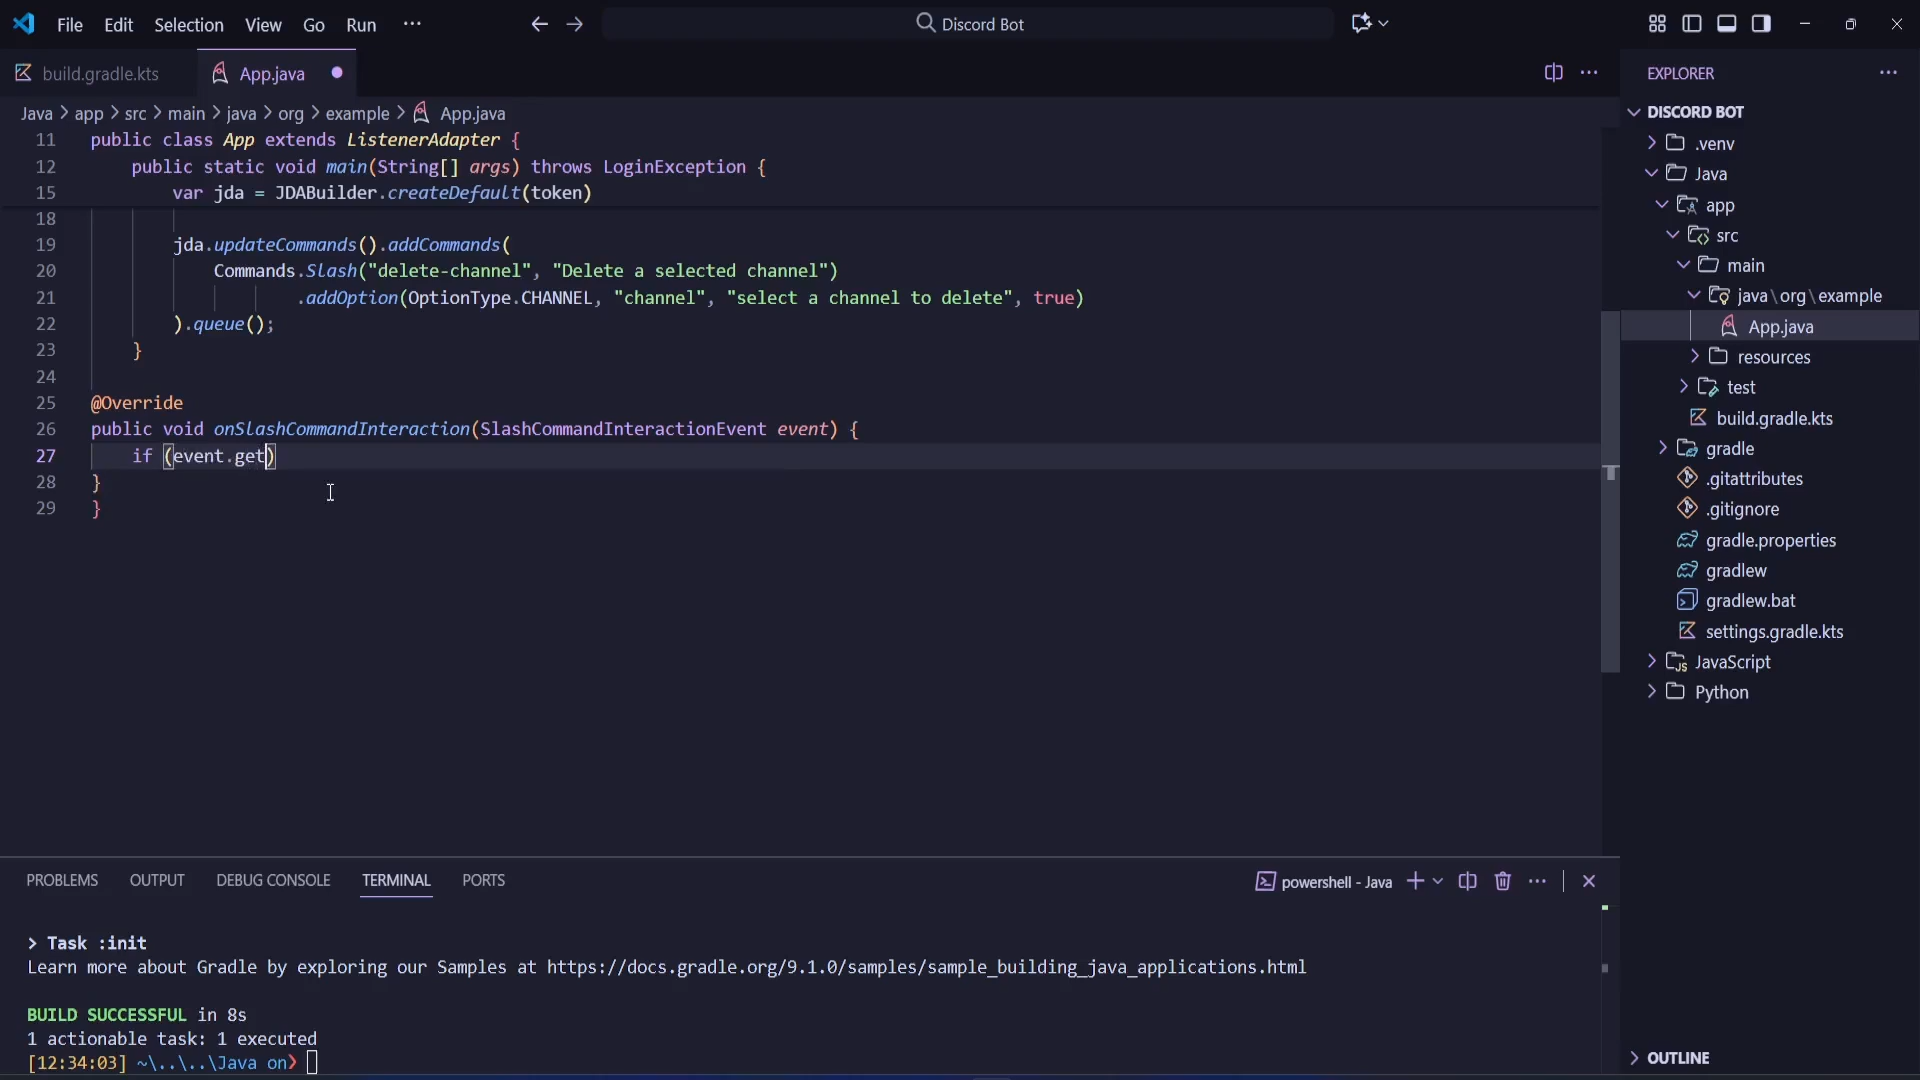 File Edit Selection View Go Run ··· Discord Bot
build.gradle.kts App.java
Java > app > src > main > java > org > example > App.java
11 public class App extends ListenerAdapter {
12 public static void main(String[] args) throws LoginException {
15 var jda = JDABuilder.createDefault(token)
18
19 jda.updateCommands().addCommands(
20 Commands.Slash("delete-channel", "Delete a selected channel")
21 .addOption(OptionType.CHANNEL, "channel", "select a channel to delete", true)
22 ).queue();
23 }
24
25 @Override
26 public void onSlashCommandInteraction(SlashCommandInteractionEvent event) {
27 if (event.get)
28 }
29 }
PROBLEMS OUTPUT DEBUG CONSOLE TERMINAL PORTS powershell - Java
> Task :init
Learn more about Gradle by exploring our Samples at https://docs.gradle.org/9.1.0/samples/sample_building_java_applications.html
BUILD SUCCESSFUL in 8s
1 actionable task: 1 executed
[12:34:03] ~\..\..\Java on❯
EXPLORER
DISCORD BOT
.venv
Java
app
src
main
java\org\example
App.java
resources
test
build.gradle.kts
gradle
.gitattributes
.gitignore
gradle.properties
gradlew
gradlew.bat
settings.gradle.kts
JavaScript
Python
OUTLINE